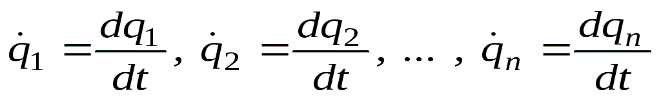 q̇₁ = dq₁/dt, q̇₂ = dq₂/dt, ... , q̇ₙ = dqₙ/dt